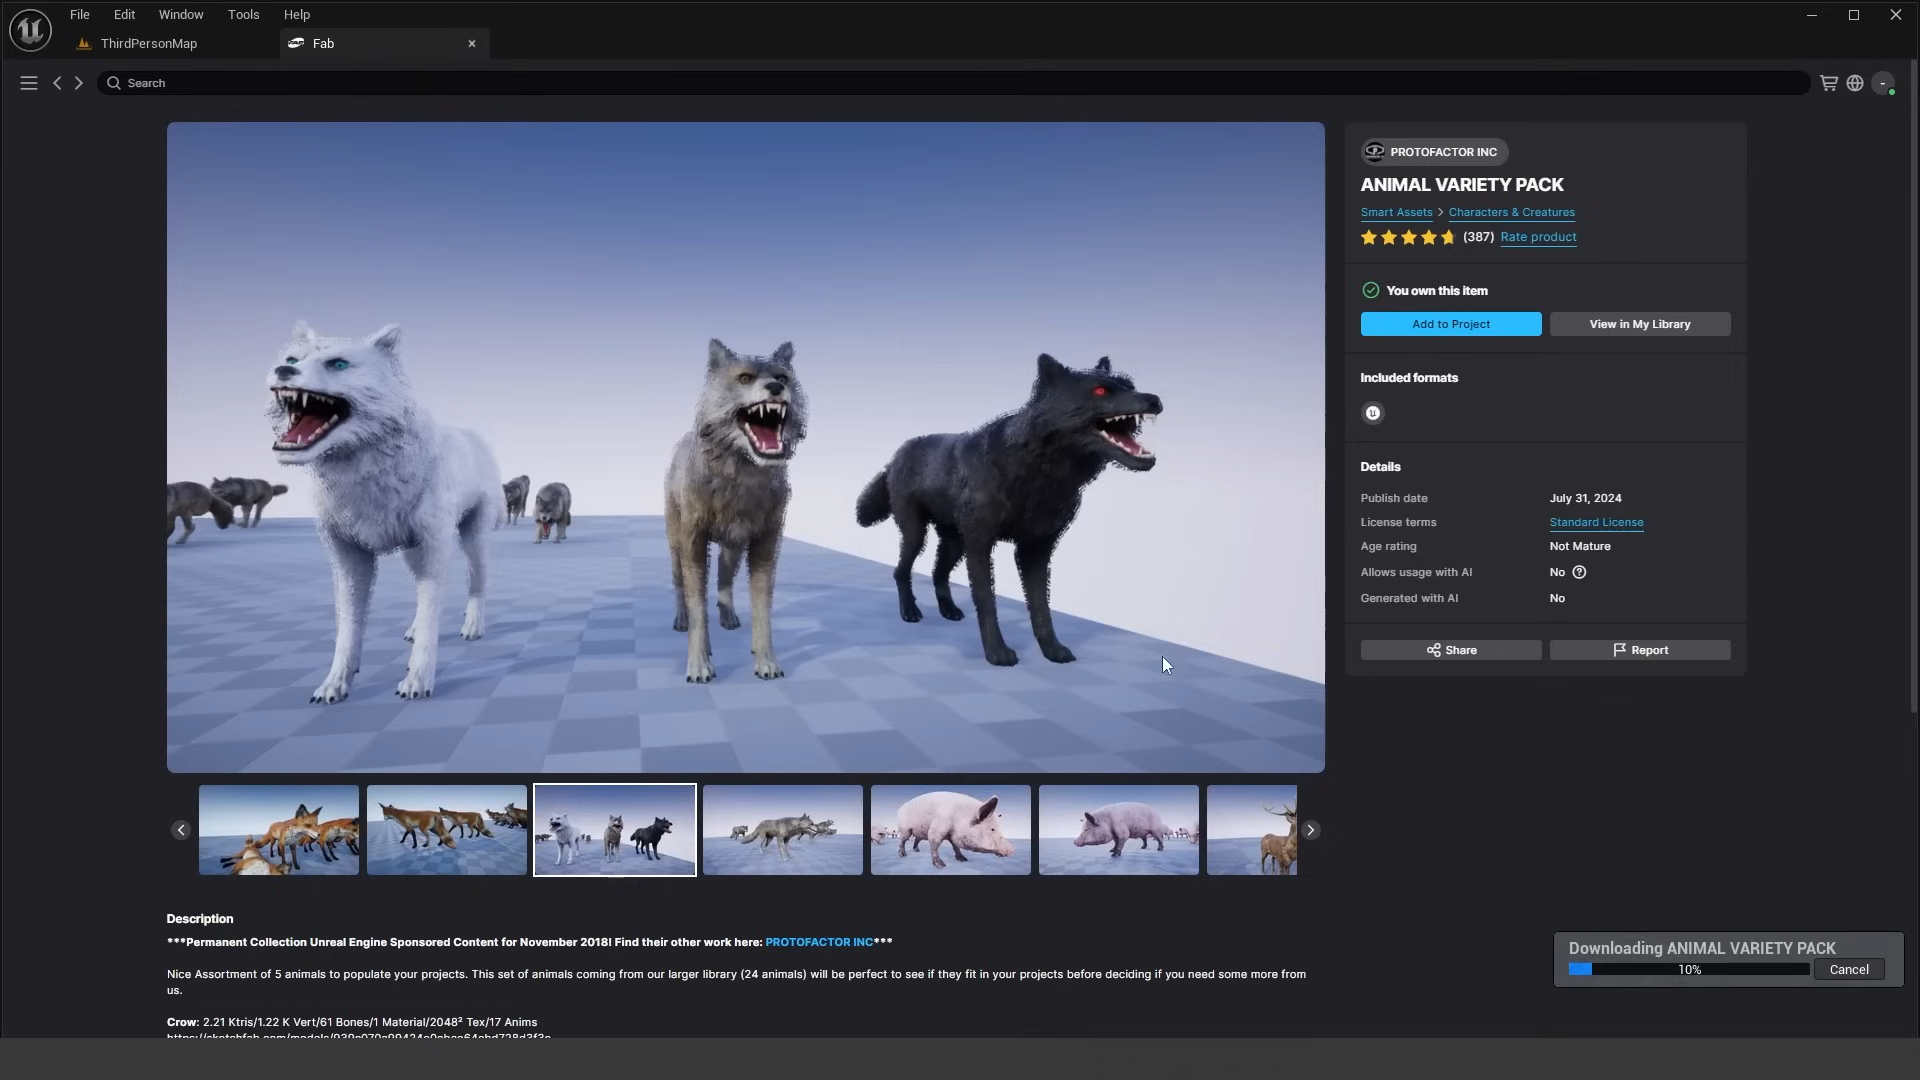 File Edit Window Tools Help
ThirdPersonMap
Fab
Search
PROTOFACTOR INC
ANIMAL VARIETY PACK
Smart Assets > Characters & Creatures
(387) Rate product
You own this item
Add to Project
View in My Library
Included formats
Details
Publish date July 31, 2024
License terms Standard License
Age rating Not Mature
Allows usage with AI No
Generated with AI No
Share
Report
Description
***Permanent Collection Unreal Engine Sponsored Content for November 2018! Find their other work here: PROTOFACTOR INC***
Nice Assortment of 5 animals to populate your projects. This set of animals coming from our larger library (24 animals) will be perfect to see if they fit in your projects before deciding if you need some more from
us.
Crow: 2.21 Ktris/1.22 K Vert/61 Bones/1 Material/2048² Tex/17 Anims
Downloading ANIMAL VARIETY PACK
10%
Cancel